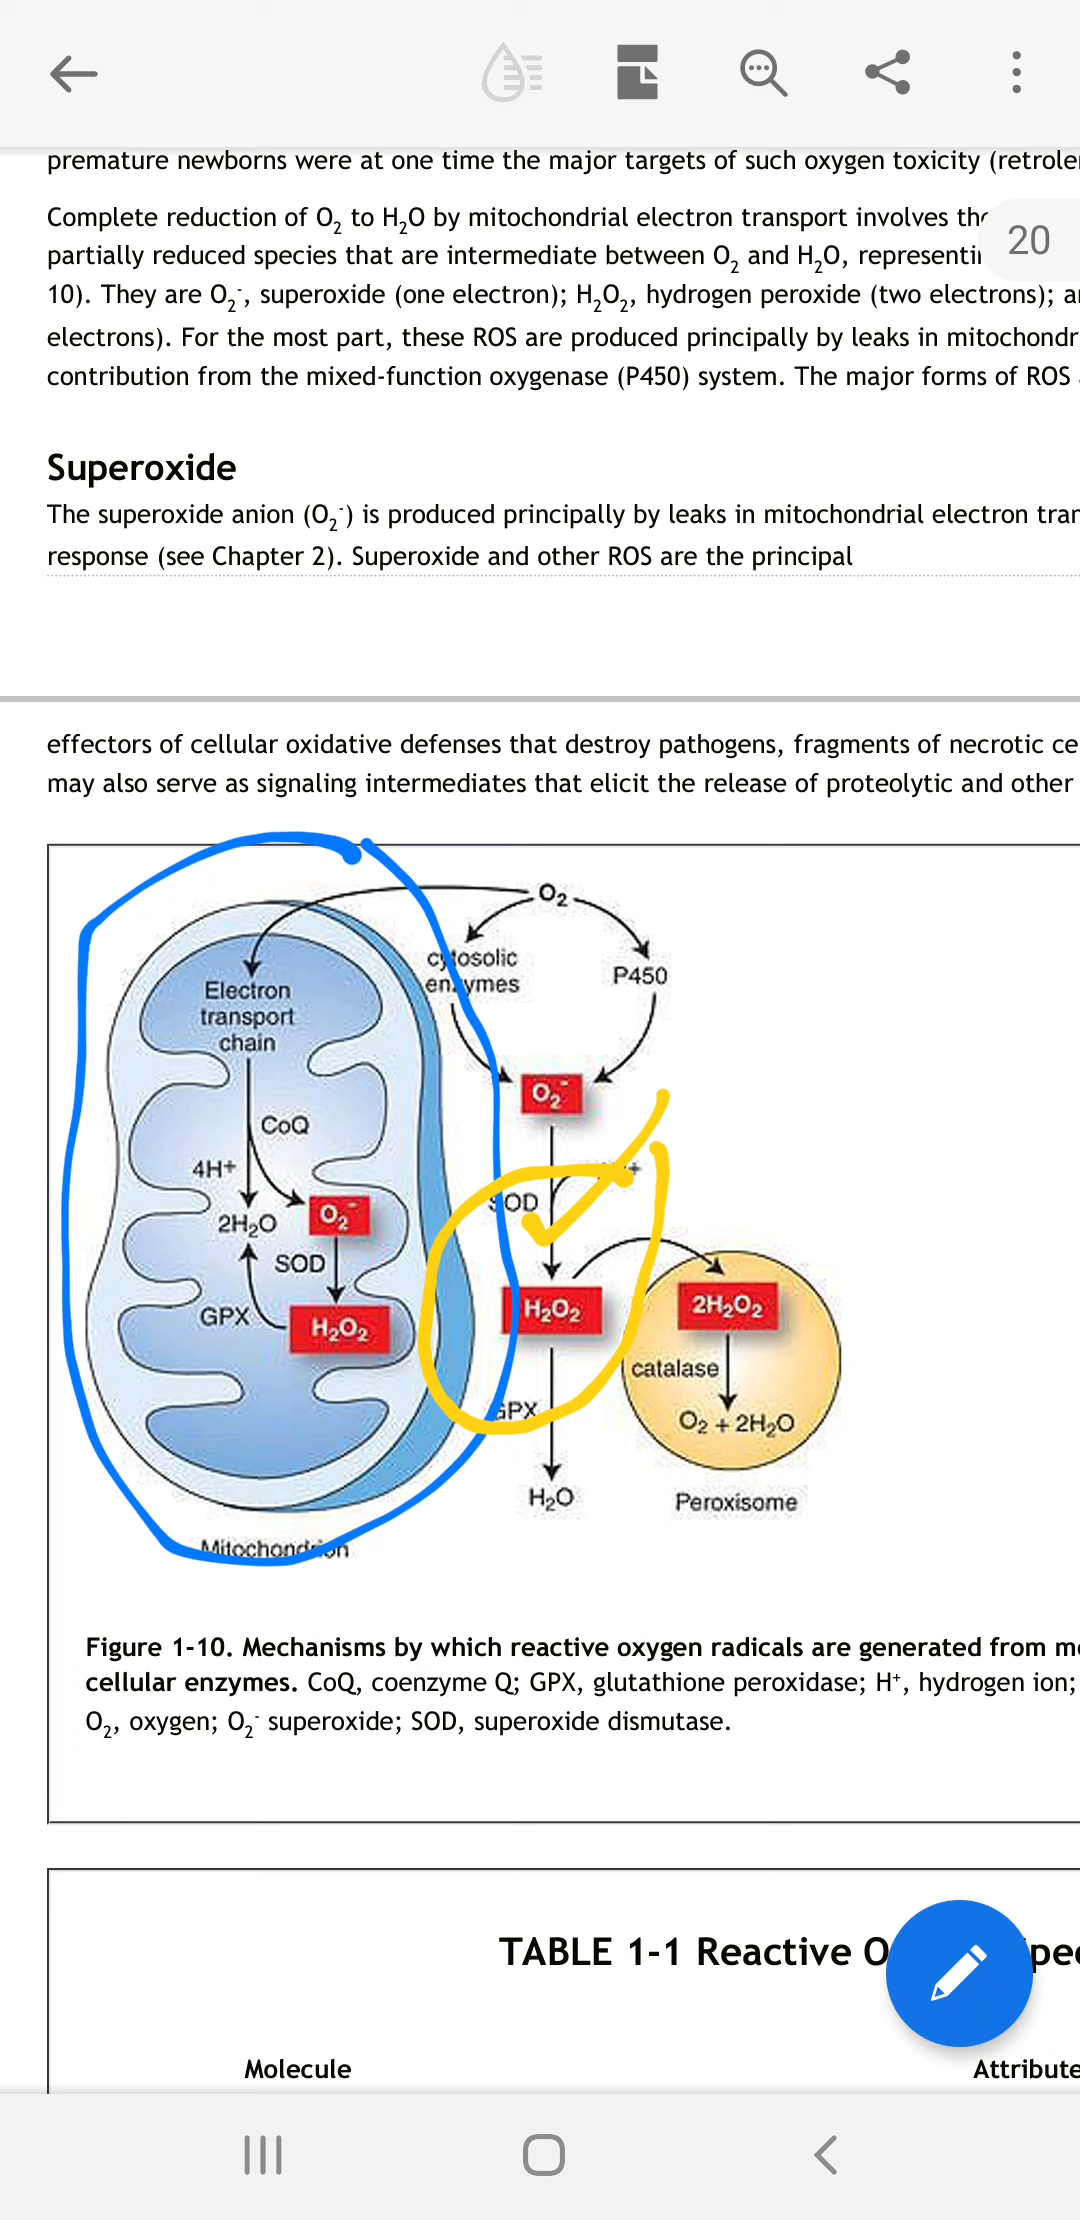 premature newborns were at one time the major targets of such oxygen toxicity (retrole
Complete reduction of O₂ to H₂O by mitochondrial electron transport involves the
20
partially reduced species that are intermediate between O₂ and H₂O, representi
10). They are O₂⁻, superoxide (one electron); H₂O₂, hydrogen peroxide (two electrons); a
electrons). For the most part, these ROS are produced principally by leaks in mitochondr
contribution from the mixed-function oxygenase (P450) system. The major forms of ROS
Superoxide
The superoxide anion (O₂⁻) is produced principally by leaks in mitochondrial electron tran
response (see Chapter 2). Superoxide and other ROS are the principal
effectors of cellular oxidative defenses that destroy pathogens, fragments of necrotic ce
may also serve as signaling intermediates that elicit the release of proteolytic and other
O₂
cytosolic
enzymes
P450
Electron
transport
chain
O₂⁻
CoQ
4H+
2H₂O
O₂⁻
SOD
SOD
GPX
H₂O₂
H₂O₂
2H₂O₂
catalase
GPX
O₂ + 2H₂O
H₂O
Peroxisome
Mitochondrion
Figure 1-10. Mechanisms by which reactive oxygen radicals are generated from m
cellular enzymes. CoQ, coenzyme Q; GPX, glutathione peroxidase; H⁺, hydrogen ion;
O₂, oxygen; O₂⁻ superoxide; SOD, superoxide dismutase.
TABLE 1-1 Reactive O pe
Molecule Attribute